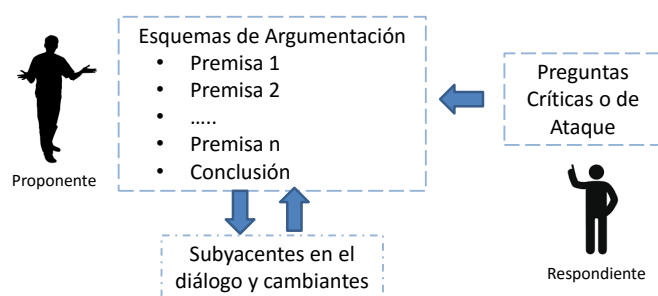 Esquemas de Argumentación
• Premisa 1
• Premisa 2
• .....
• Premisa n
• Conclusión
Proponente
Preguntas
Críticas o de
Ataque
Respondiente
Subyacentes en el
diálogo y cambiantes